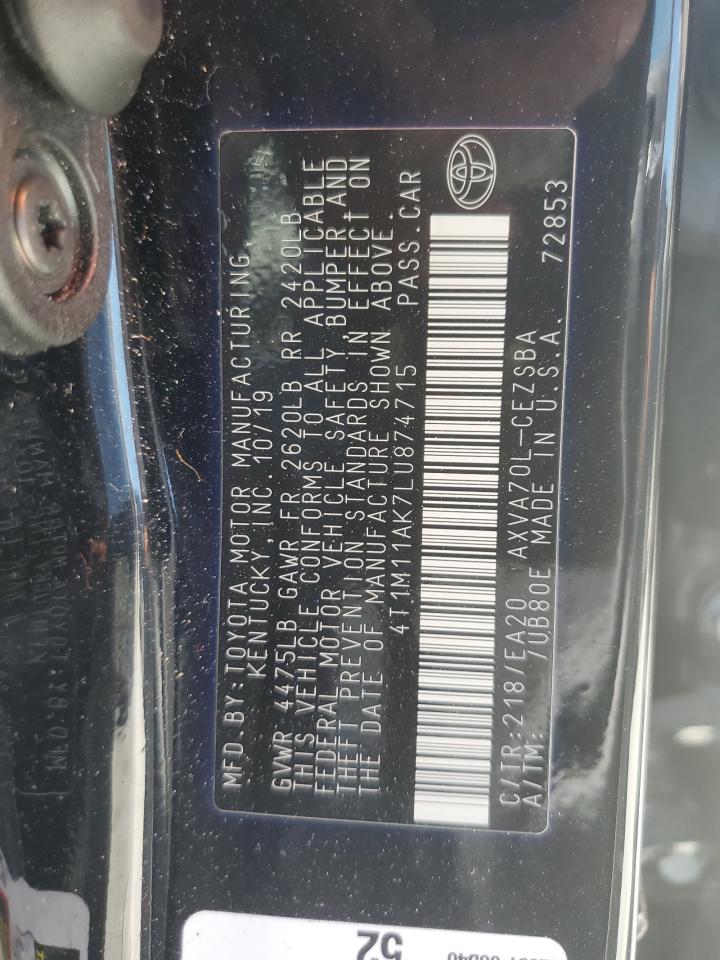 MFD.BY:TOYOTA MOTOR MANUFACTURING,
KENTUCKY,INC. 10/19
GVWR 4475LB GAWR FR 2620LB RR 2420LB
THIS VEHICLE CONFORMS TO ALL APPLICABLE
FEDERAL MOTOR VEHICLE SAFETY, BUMPER AND
THEFT PREVENTION STANDARDS IN EFFECT ON
THE DATE OF MANUFACTURE SHOWN ABOVE.
4T1M11AK7LU874715 PASS.CAR
C/TR:218/EA20 AXVA70L-CEZSBA
A/TM: 7UB80E MADE IN U.S.A. 72853
52